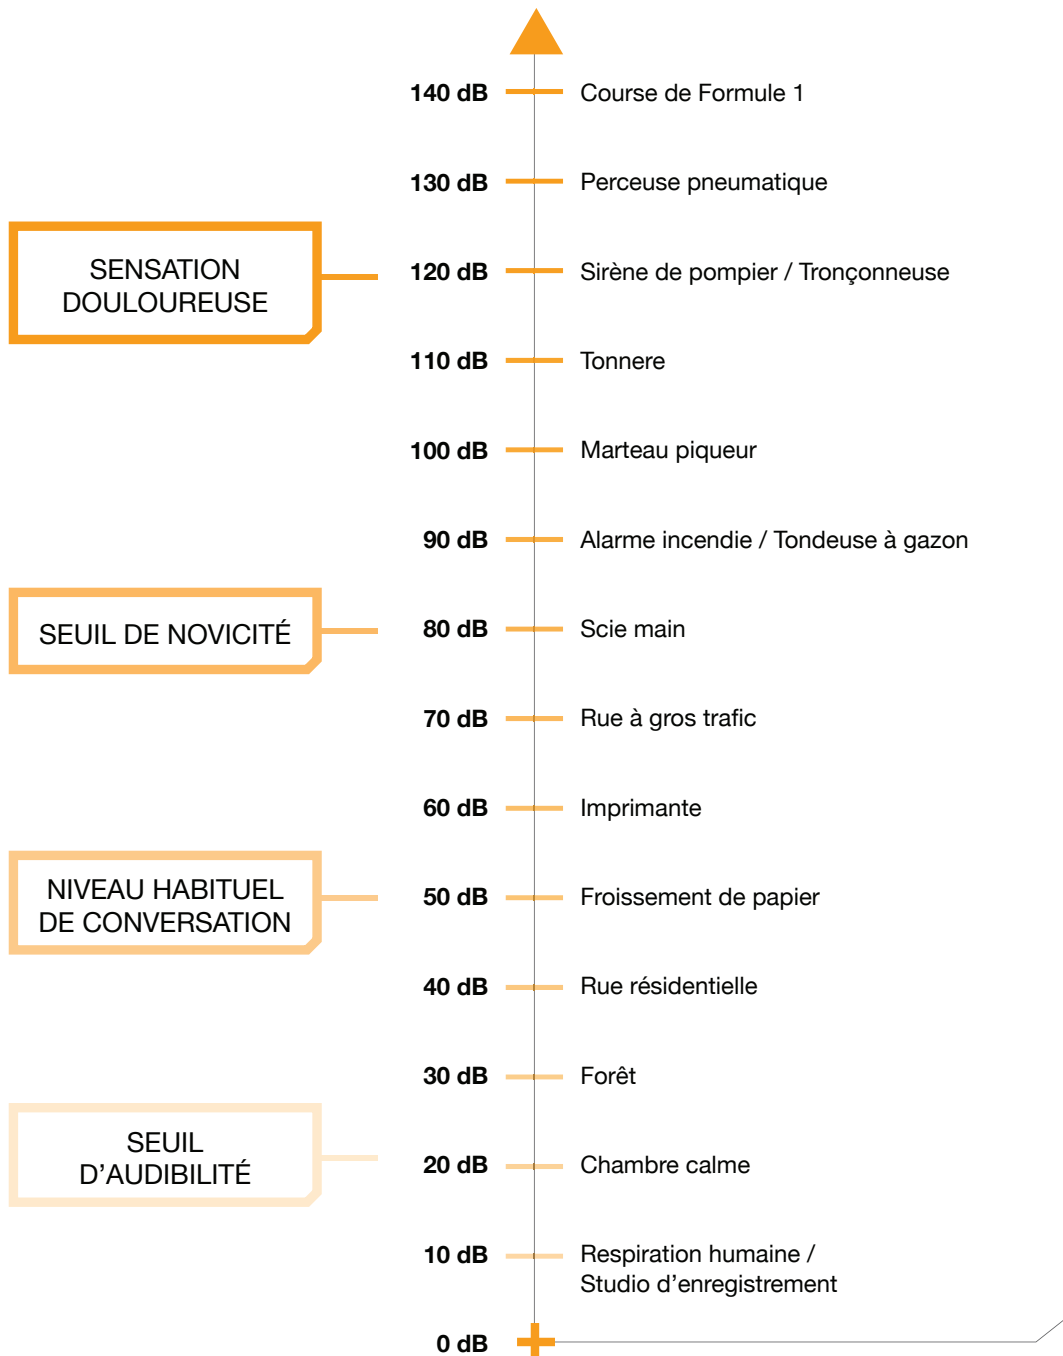 140 dB Course de Formule 1
130 dB Perceuse pneumatique
SENSATION
DOULOUREUSE
120 dB Sirène de pompier / Tronçonneuse
110 dB Tonnere
100 dB Marteau piqueur
90 dB Alarme incendie / Tondeuse à gazon
SEUIL DE NOVICITÉ
80 dB Scie main
70 dB Rue à gros trafic
60 dB Imprimante
NIVEAU HABITUEL
DE CONVERSATION
50 dB Froissement de papier
40 dB Rue résidentielle
30 dB Forêt
SEUIL
D’AUDIBILITÉ
20 dB Chambre calme
10 dB Respiration humaine /
Studio d’enregistrement
0 dB